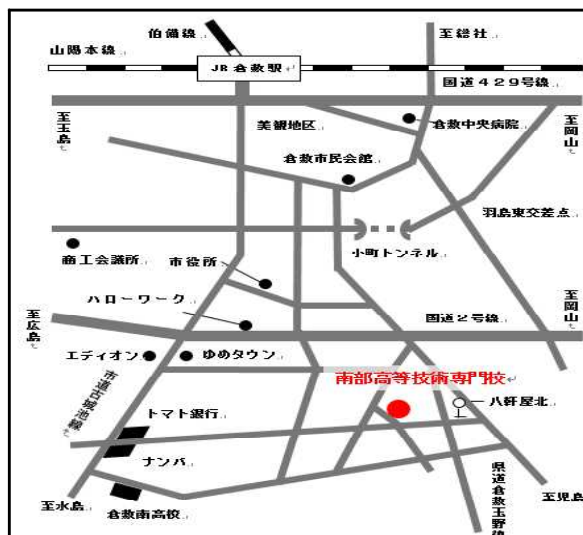 伯備線
至総社
山陽本線
JR倉敷駅
国道429号線
至玉島
美観地区
倉敷中央病院
至岡山
倉敷市民会館
羽島東交差点
商工会議所
市役所
小町トンネル
ハローワーク
至広島
国道2号線
至岡山
エディオン
ゆめタウン
南部高等技術専門校
市道古城池線
トマト銀行
八軒屋北
ナンバ
県道倉敷玉野線
至水島
倉敷南高校
至児島